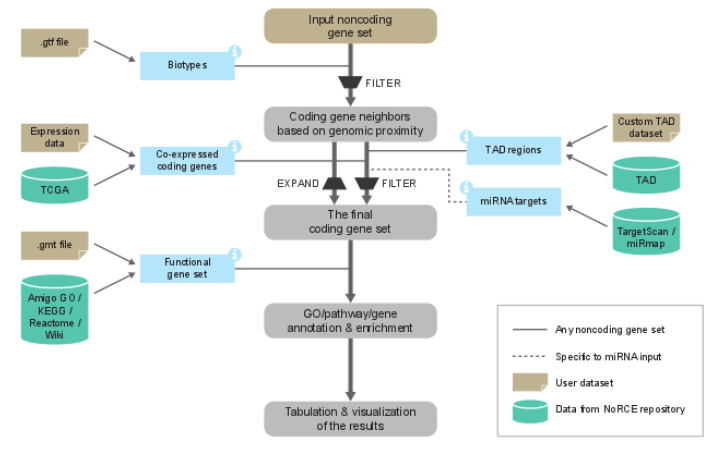 Input noncoding
gene set
.gtf file
Biotypes
FILTER
Coding gene neighbors
based on genomic proximity
Expression
data
TCGA
Co-expressed
coding genes
TAD regions
Custom TAD
dataset
TAD
EXPAND
FILTER
miRNA targets
TargetScan /
miRmap
The final
coding gene set
.gmt file
Functional
gene set
Amigo GO /
KEGG /
Reactome /
Wiki
GO/pathway/gene
annotation & enrichment
Tabulation & visualization
of the results
Any noncoding gene set
Specific to miRNA input
User dataset
Data from NoRCE repository